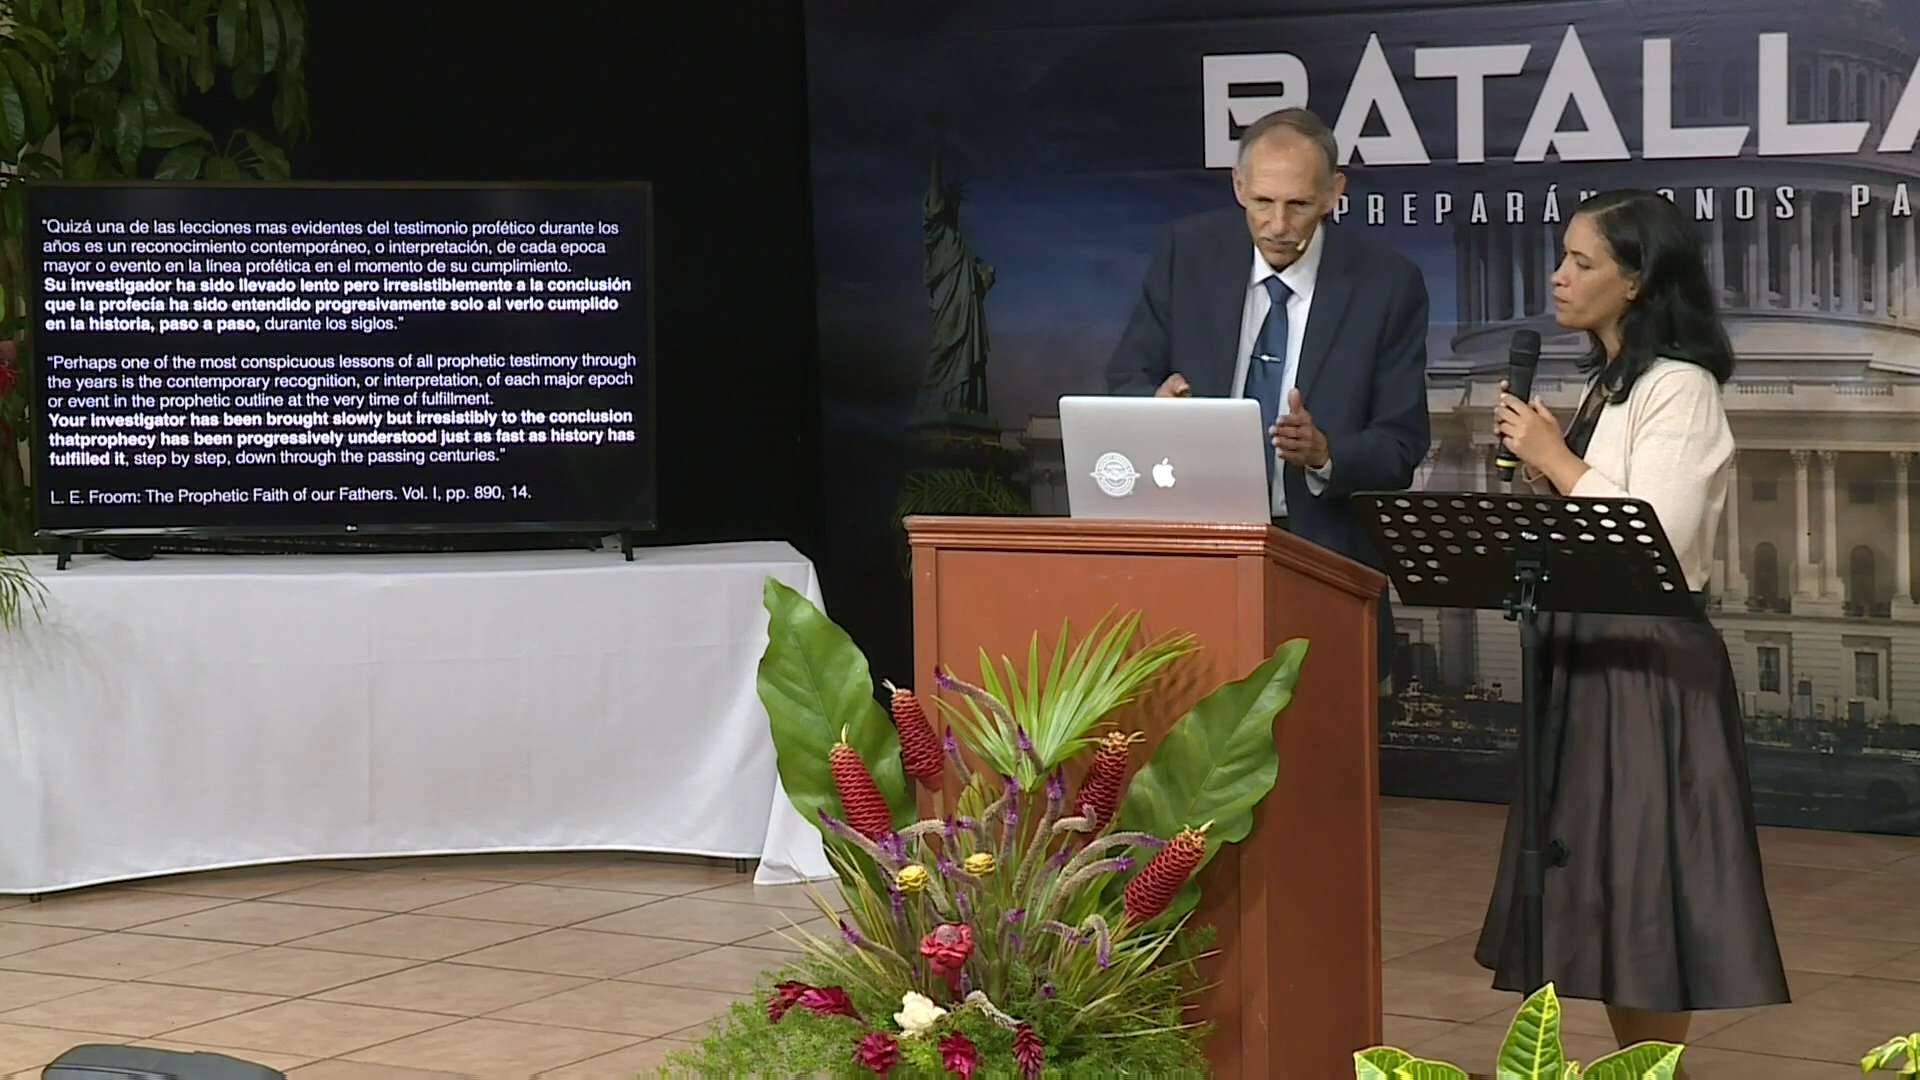 BATALLA
PREPARÁNDONOS PA
"Quizá una de las lecciones mas evidentes del testimonio profético durante los
años es un reconocimiento contemporáneo, o interpretación, de cada epoca
mayor o evento en la línea profética en el momento de su cumplimiento.
Su investigador ha sido llevado lento pero irresistiblemente a la conclusión
que la profecía ha sido entendido progresivamente solo al verlo cumplido
en la historia, paso a paso, durante los siglos."
"Perhaps one of the most conspicuous lessons of all prophetic testimony through
the years is the contemporary recognition, or interpretation, of each major epoch
or event in the prophetic outline at the very time of fulfillment.
Your investigator has been brought slowly but irresistibly to the conclusion
thatprophecy has been progressively understood just as fast as history has
fulfilled it, step by step, down through the passing centuries."
L. E. Froom: The Prophetic Faith of our Fathers. Vol. I, pp. 890, 14.
LG